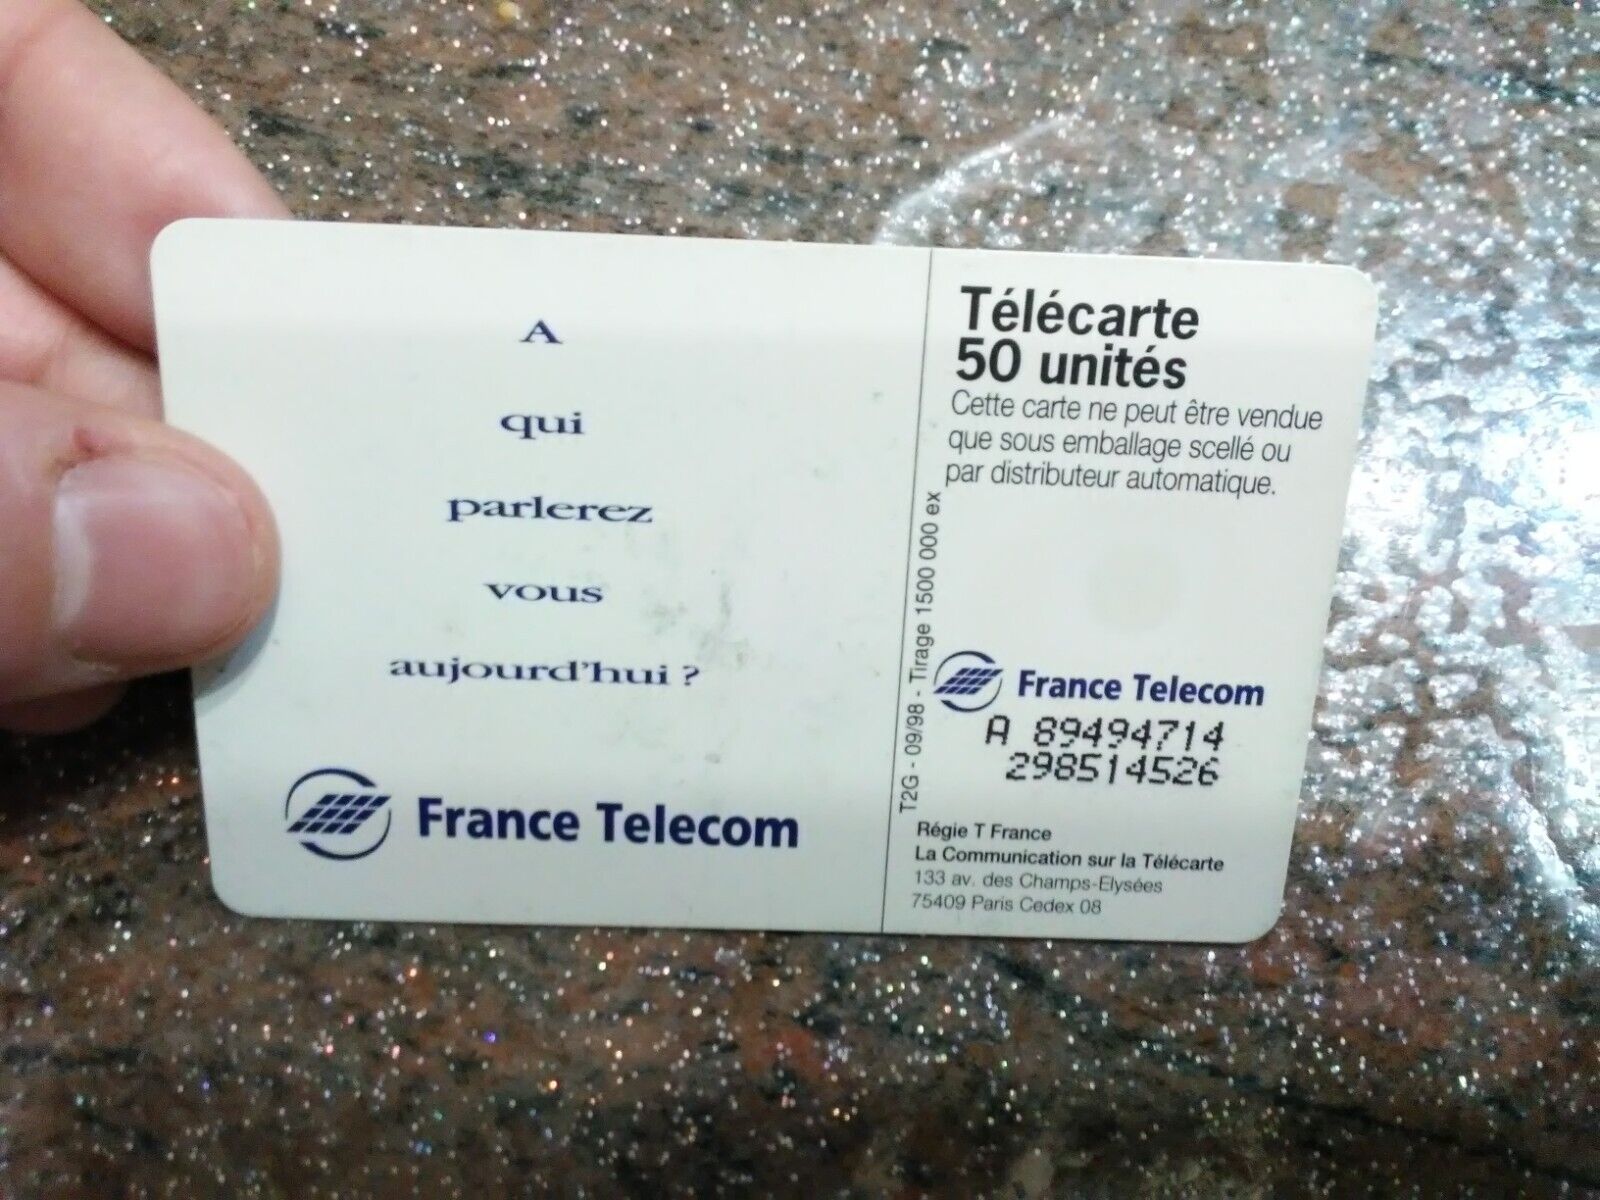 A
qui
parlerez
vous
aujourd'hui ?
France Telecom
T2G - 09/98 - Tirage 1500 000 ex
Télécarte
50 unités
Cette carte ne peut être vendue
que sous emballage scellé ou
par distributeur automatique.
France Telecom
A 89494714
298514526
Régie T France
La Communication sur la Télécarte
133 av. des Champs-Elysées
75409 Paris Cedex 08